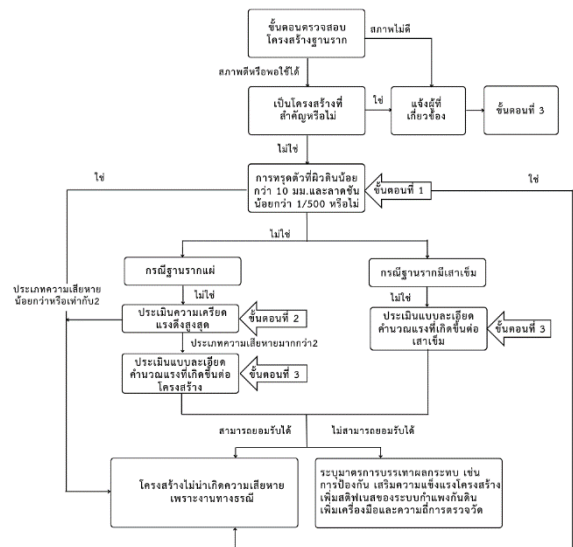 ขั้นตอนตรวจสอบ
โครงสร้างฐานราก
สภาพไม่ดี
สภาพดีหรือพอใช้ได้
เป็นโครงสร้างที่
สำคัญหรือไม่
ใช่
แจ้งผู้ที่
เกี่ยวข้อง
ขั้นตอนที่ 3
ไม่ใช่
การทรุดตัวที่ผิวดินน้อย
กว่า 10 มม.และลาดชัน
น้อยกว่า 1/500 หรือไม่
ขั้นตอนที่ 1
ใช่
ใช่
ไม่ใช่
กรณีฐานรากแผ่
กรณีฐานรากมีเสาเข็ม
ประเภทความเสียหาย
น้อยกว่าหรือเท่ากับ2
ไม่ใช่
ไม่ใช่
ประเมินความเครียด
แรงดึงสูงสุด
ขั้นตอนที่ 2
ประเมินแบบละเอียด
คำนวณแรงที่เกิดขึ้นต่อ
เสาเข็ม
ขั้นตอนที่ 3
ประเภทความเสียหายมากกว่า2
ประเมินแบบละเอียด
คำนวณแรงที่เกิดขึ้นต่อ
โครงสร้าง
ขั้นตอนที่ 3
สามารถยอมรับได้
ไม่สามารถยอมรับได้
โครงสร้างไม่น่าเกิดความเสียหาย
เพราะงานทางธรณี
ระบุมาตรการบรรเทาผลกระทบ เช่น
การป้องกัน เสริมความแข็งแรงโครงสร้าง
เพิ่มสติฟเนสของระบบกำแพงกันดิน
เพิ่มเครื่องมือและความถี่การตรวจวัด